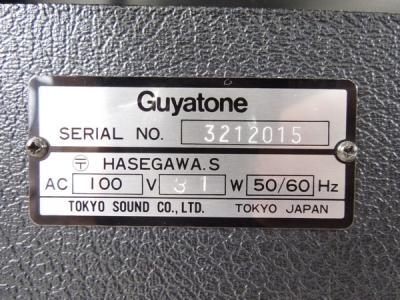 Guyatone
SERIAL NO. 3212015
〒 HASEGAWA.S
AC 100 V 31 W 50/60 Hz
TOKYO SOUND CO.,LTD. TOKYO JAPAN